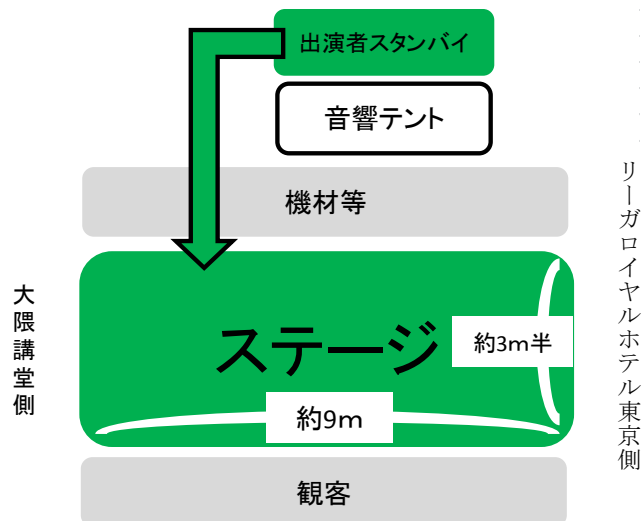 出演者スタンバイ
音響テント
機材等
ステージ
約3m半
約9m
観客
大隈講堂側
リーガロイヤルホテル東京側